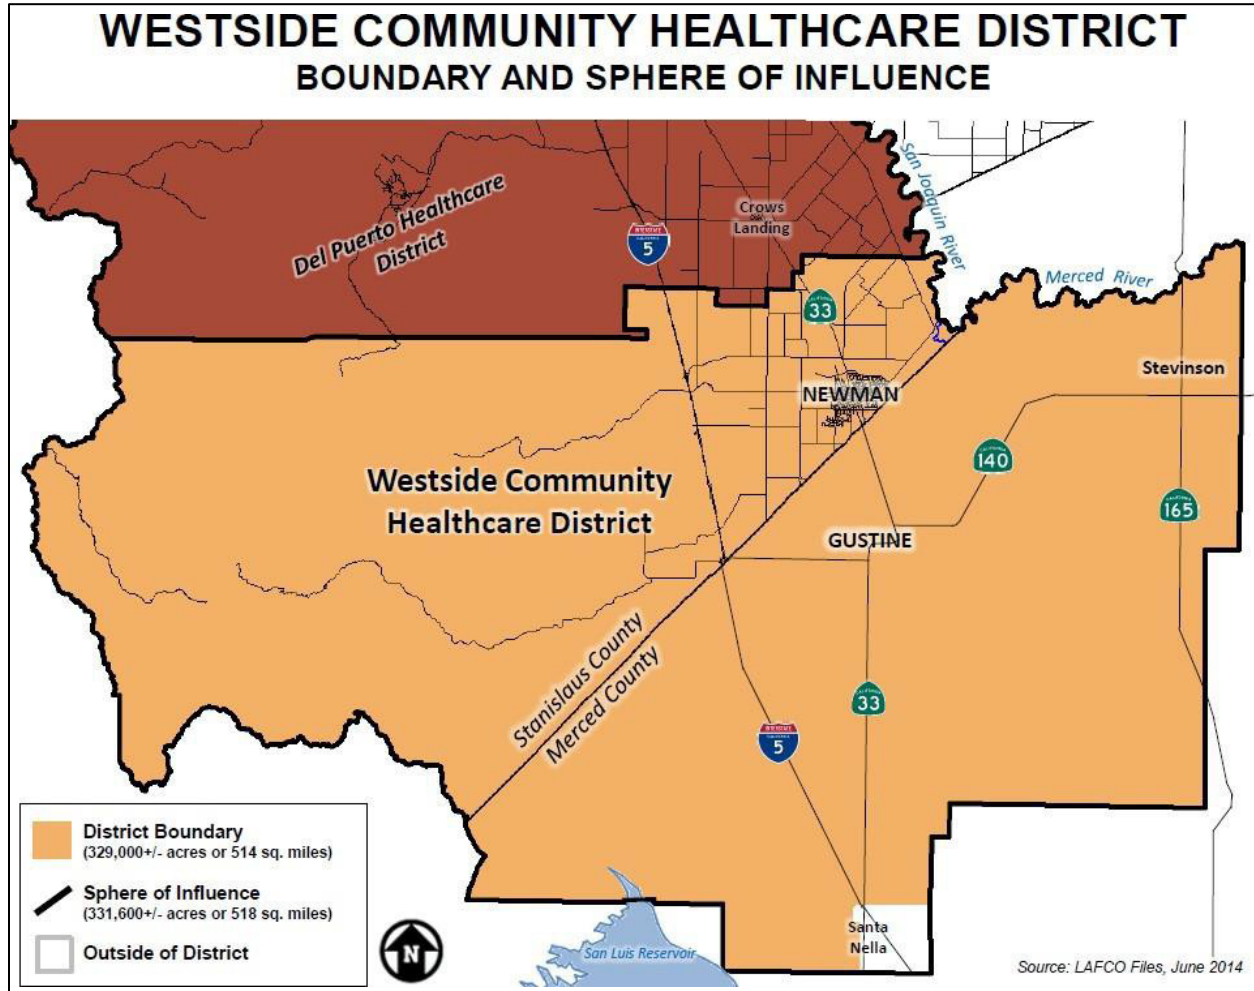 WESTSIDE COMMUNITY HEALTHCARE DISTRICT
BOUNDARY AND SPHERE OF INFLUENCE
San Joaquin River
Del Puerto Healthcare
District
Crows
Landing
5
Merced River
33
Stevinson
NEWMAN
140
Westside Community
Healthcare District
165
GUSTINE
Stanislaus County
Merced County
33
5
District Boundary
(329,000+/- acres or 514 sq. miles)
Sphere of Influence
(331,600+/- acres or 518 sq. miles)
Outside of District
N
San Luis Reservoir
Santa
Nella
Source: LAFCO Files, June 2014